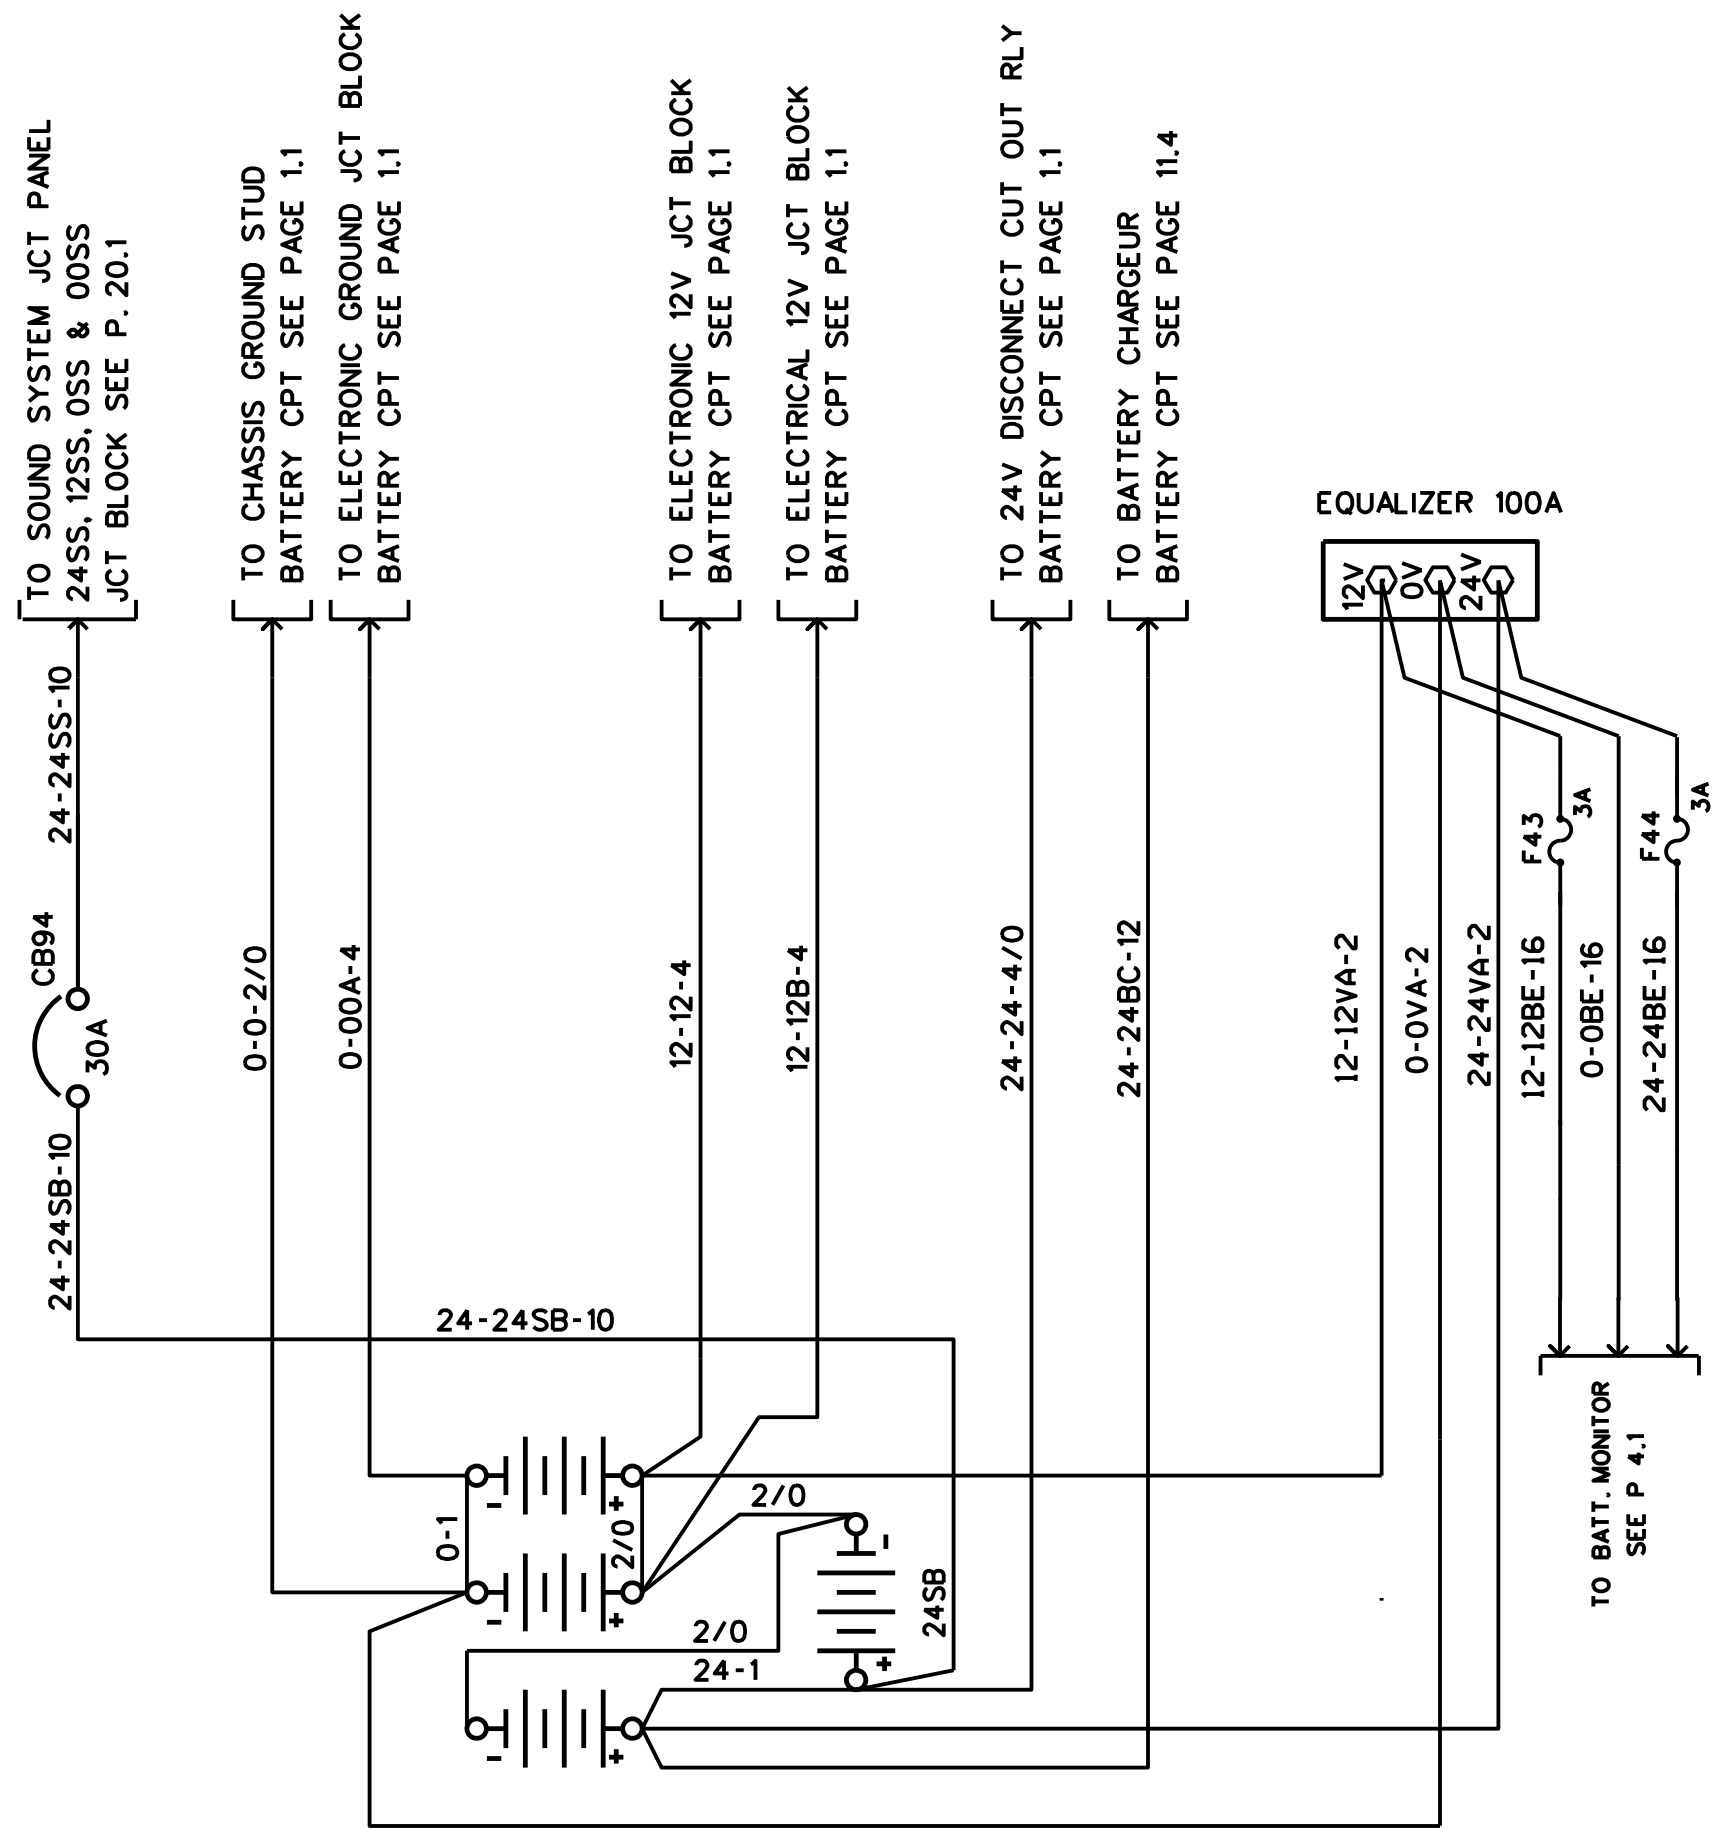 TO SOUND SYSTEM JCT PANEL
24SS, 12SS, 0SS & 00SS
JCT BLOCK SEE P. 20.1
TO CHASSIS GROUND STUD
BATTERY CPT SEE PAGE 1.1
TO ELECTRONIC GROUND JCT BLOCK
BATTERY CPT SEE PAGE 1.1
TO ELECTRONIC 12V JCT BLOCK
BATTERY CPT SEE PAGE 1.1
TO ELECTRICAL 12V JCT BLOCK
BATTERY CPT SEE PAGE 1.1
TO 24V DISCONNECT CUT OUT RLY
BATTERY CPT SEE PAGE 1.1
TO BATTERY CHARGEUR
BATTERY CPT SEE PAGE 11.4
EQUALIZER 100A
12V
0V
24V
24-24SS-10
CB94
30A
24-24SB-10
0-0-2/0
0-00A-4
12-12-4
12-12B-4
24-24-4/0
24-24BC-12
12-12VA-2
0-0VA-2
24-24VA-2
F43
3A
12-12BE-16
0-0BE-16
F44
3A
24-24BE-16
24-24SB-10
TO BATT. MONITOR
SEE P 4.1
-
+
0-1
2/0
2/0
-
+
-
24SB
+
2/0
24-1
-
+